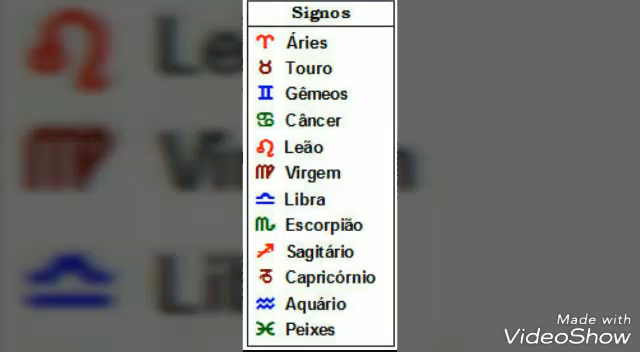 Signos
♈ Áries
♉ Touro
♊ Gêmeos
♋ Câncer
♌ Leão
♍ Virgem
♎ Libra
♏ Escorpião
♐ Sagitário
♑ Capricórnio
♒ Aquário
♓ Peixes
Made with
VideoShow